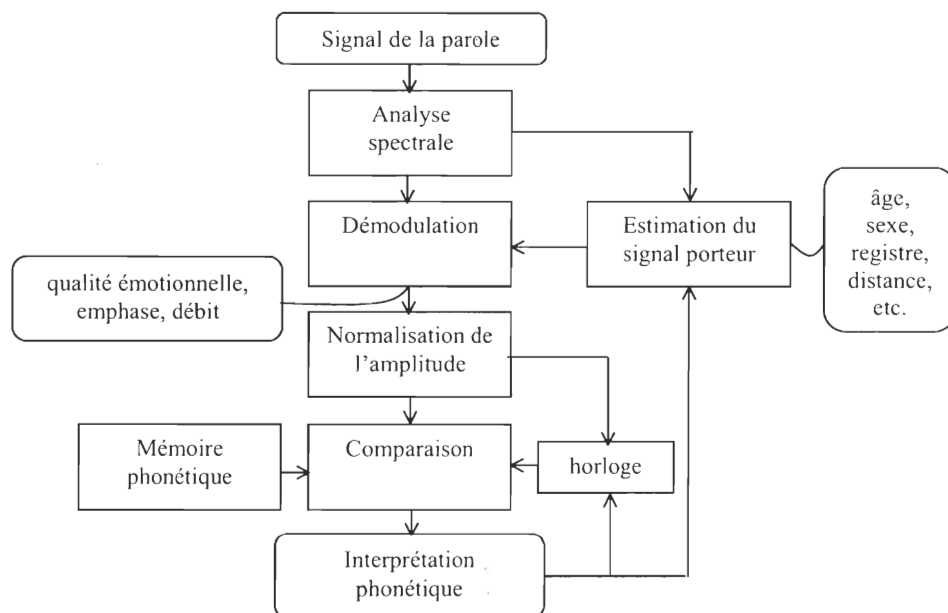 Signal de la parole
Analyse
spectrale
Démodulation
Estimation du
signal porteur
âge,
sexe,
registre,
distance,
etc.
qualité émotionnelle,
emphase, débit
Normalisation de
l'amplitude
Mémoire
phonétique
Comparaison
horloge
Interprétation
phonétique